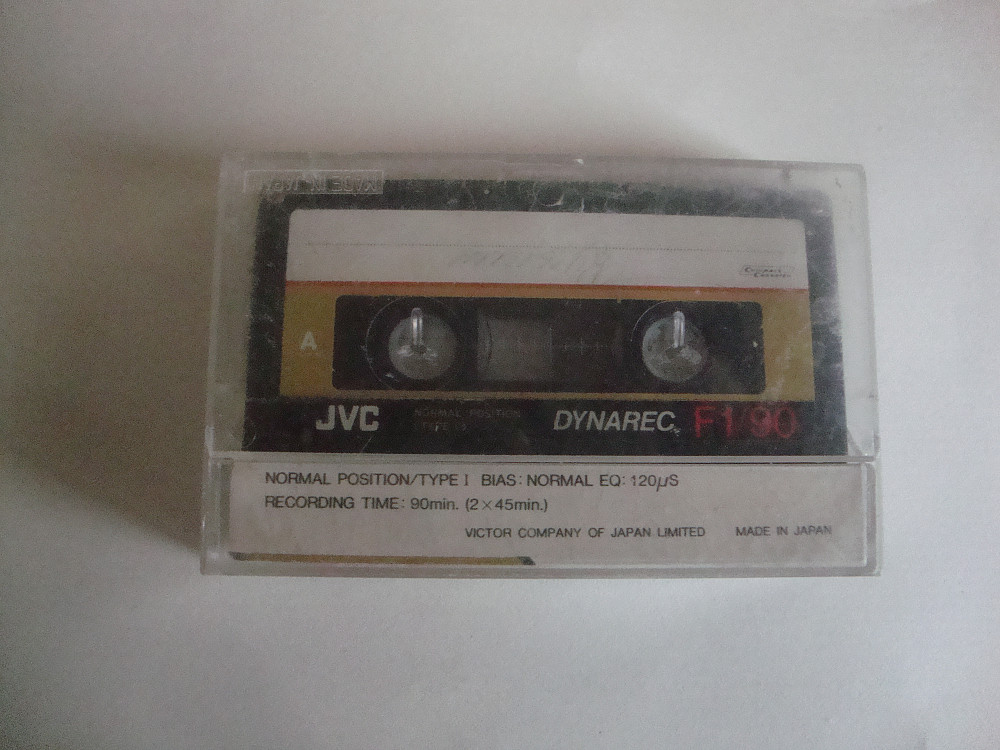 MADE IN JAPAN
A
JVC NORMAL POSITION DYNAREC F1/90
(TYPE I)
NORMAL POSITION/TYPE I BIAS: NORMAL EQ: 120μS
RECORDING TIME: 90min. (2×45min.)
VICTOR COMPANY OF JAPAN LIMITED MADE IN JAPAN